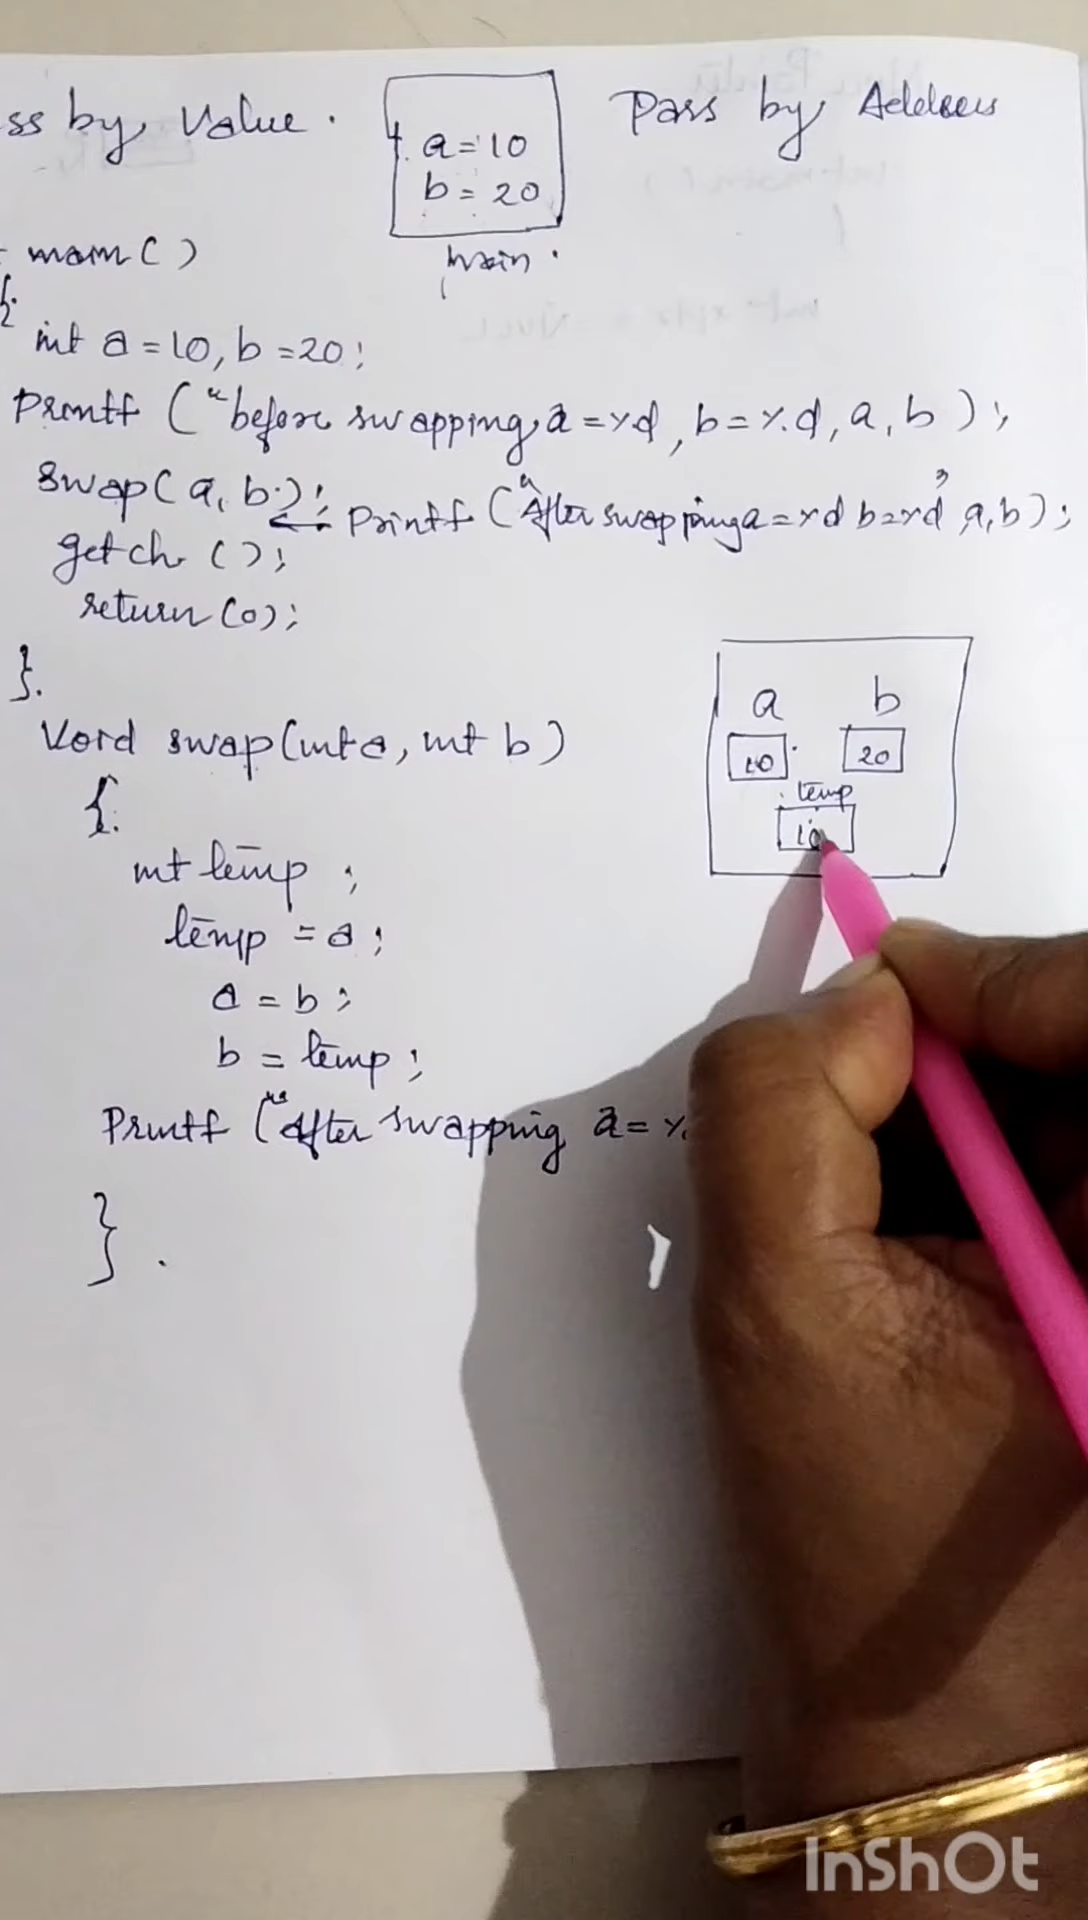 ss by Value.
Pass by Address
a = 10
b = 20
main.
main ( )
{
int a = 10, b = 20;
Printf ("before swapping, a = %d, b = %.d, a, b );
swap( a, b );
Printf ("After swapping a = %d b = %d", a, b);
getch ( );
return (0);
}.
Void swap(int a, int b)
{
int temp ;
temp = a ;
a = b ;
b = temp ;
Printf ("After swapping a = %.
}.
a b
10 20
temp
10
InShOt